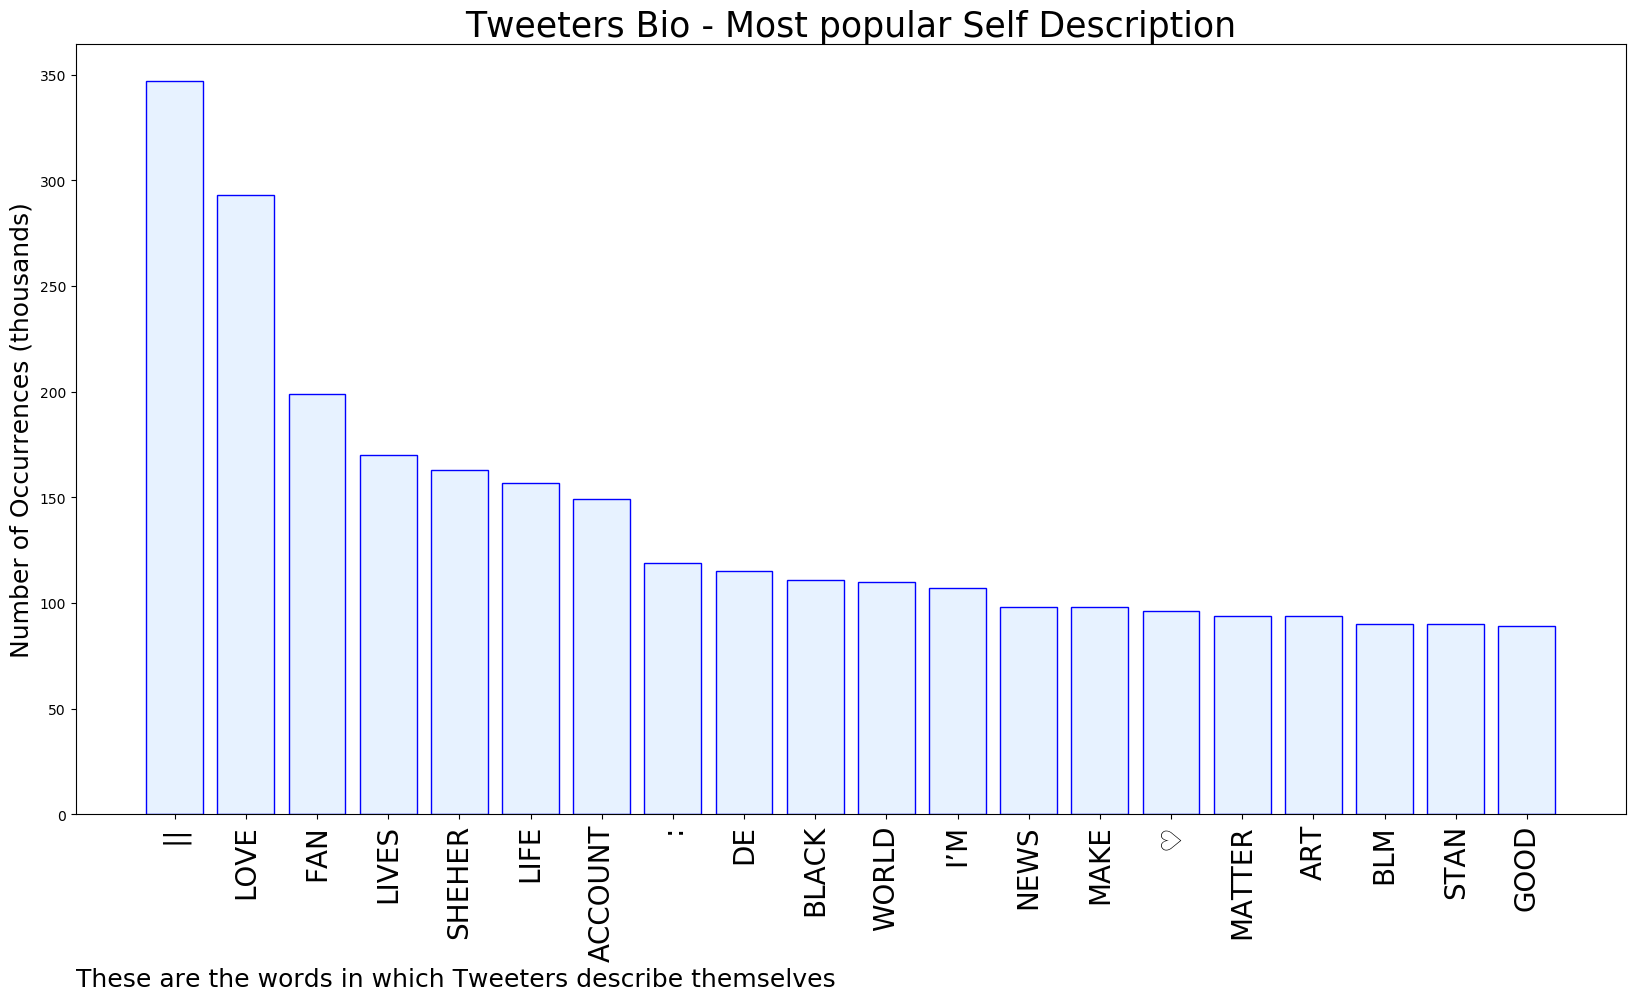 Tweeters Bio - Most popular Self Description
Number of Occurrences (thousands)
350
300
250
200
150
100
50
0
||
LOVE
FAN
LIVES
SHEHER
LIFE
ACCOUNT
:
DE
BLACK
WORLD
I’M
NEWS
MAKE
♡
MATTER
ART
BLM
STAN
GOOD
These are the words in which Tweeters describe themselves